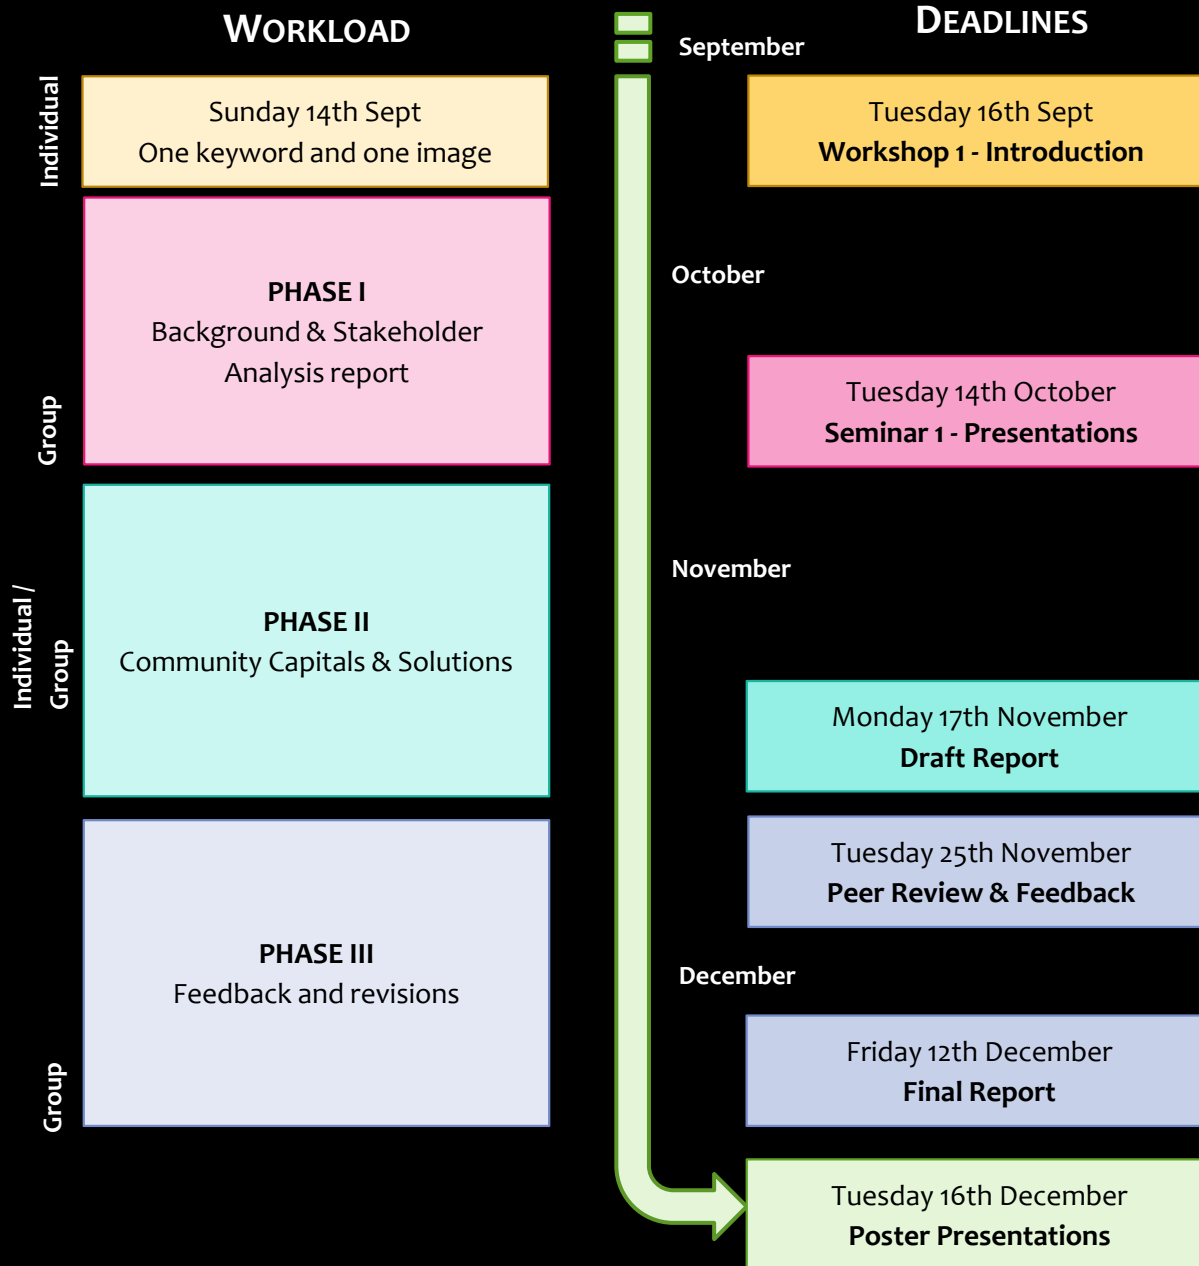 WORKLOAD
Individual
Sunday 14th Sept
One keyword and one image
Group
PHASE I
Background & Stakeholder
Analysis report
Individual /
Group
PHASE II
Community Capitals & Solutions
Group
PHASE III
Feedback and revisions
DEADLINES
September
Tuesday 16th Sept
Workshop 1 - Introduction
October
Tuesday 14th October
Seminar 1 - Presentations
November
Monday 17th November
Draft Report
Tuesday 25th November
Peer Review & Feedback
December
Friday 12th December
Final Report
Tuesday 16th December
Poster Presentations